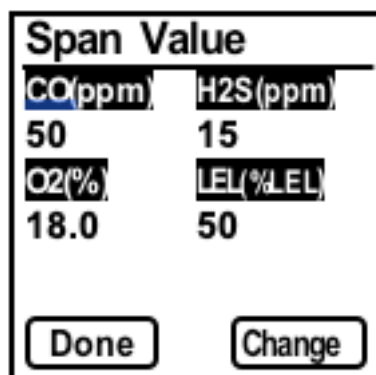 Span Value
CO(ppm) H2S(ppm)
50 15
O2(%) LEL(%LEL)
18.0 50
Done Change